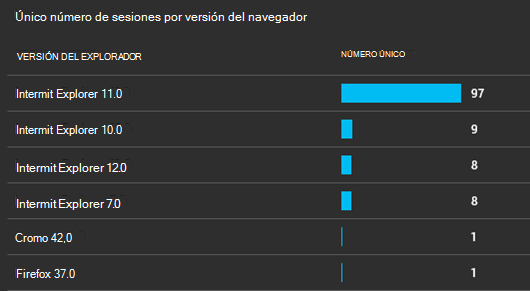 Único número de sesiones por versión del navegador
VERSIÓN DEL EXPLORADOR NÚMERO ÚNICO
Intermit Explorer 11.0 97
Intermit Explorer 10.0 9
Intermit Explorer 12.0 8
Intermit Explorer 7.0 8
Cromo 42,0 1
Firefox 37.0 1